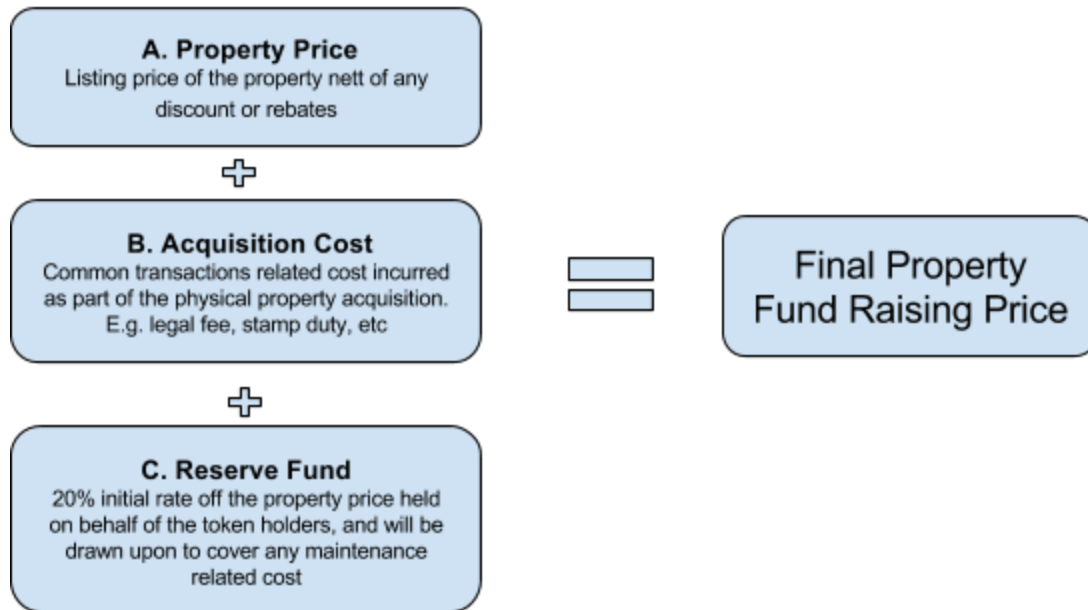 A. Property Price
Listing price of the property nett of any
discount or rebates
B. Acquisition Cost
Common transactions related cost incurred
as part of the physical property acquisition.
E.g. legal fee, stamp duty, etc
C. Reserve Fund
20% initial rate off the property price held
on behalf of the token holders, and will be
drawn upon to cover any maintenance
related cost
Final Property
Fund Raising Price